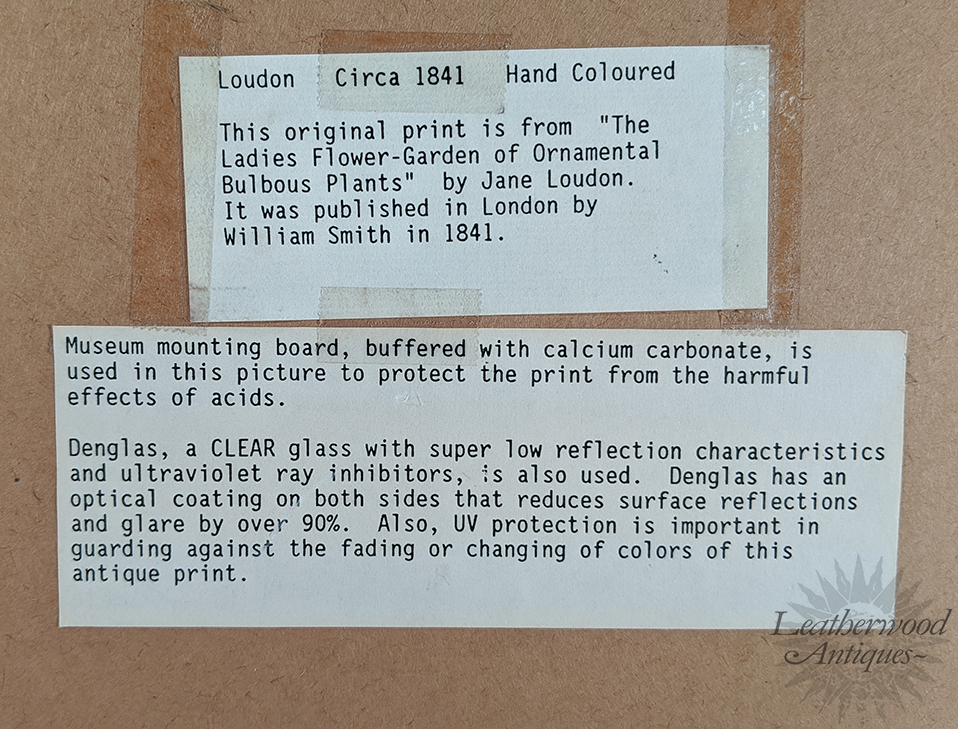 Loudon Circa 1841 Hand Coloured
This original print is from "The
Ladies Flower-Garden of Ornamental
Bulbous Plants" by Jane Loudon.
It was published in London by
William Smith in 1841.
Museum mounting board, buffered with calcium carbonate, is
used in this picture to protect the print from the harmful
effects of acids.
Denglas, a CLEAR glass with super low reflection characteristics
and ultraviolet ray inhibitors, is also used. Denglas has an
optical coating on both sides that reduces surface reflections
and glare by over 90%. Also, UV protection is important in
guarding against the fading or changing of colors of this
antique print.
Leatherwood
Antiques~